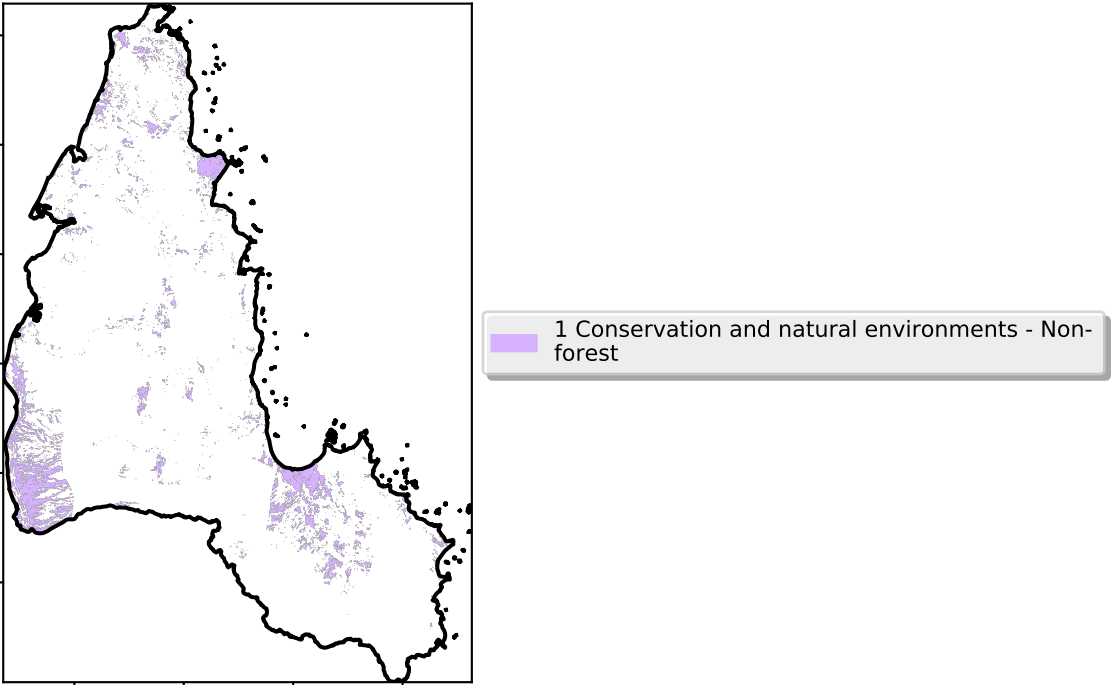 1 Conservation and natural environments - Non-
forest